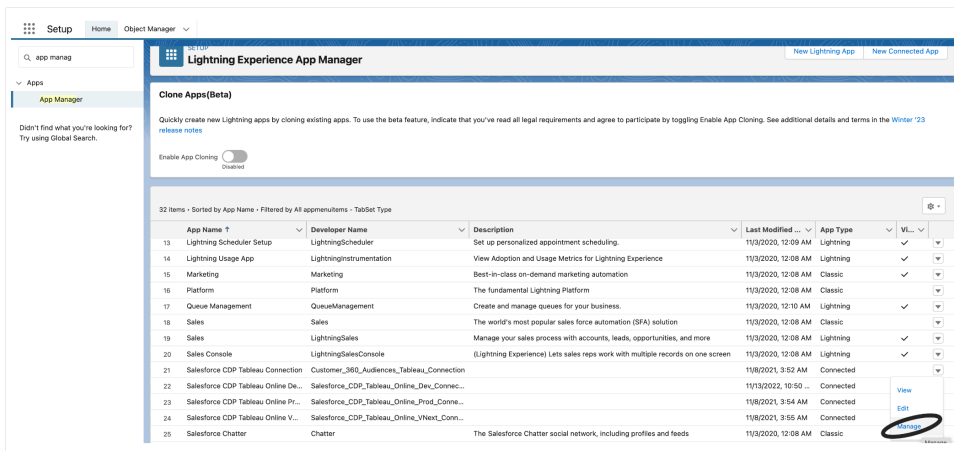 Setup Home Object Manager
app manag
Apps
App Manager
Didn't find what you're looking for?
Try using Global Search.
SETUP
Lightning Experience App Manager
New Lightning App New Connected App
Clone Apps(Beta)
Quickly create new Lightning apps by cloning existing apps. To use the beta feature, indicate that you've read all legal requirements and agree to participate by toggling Enable App Cloning. See additional details and terms in the Winter '23
release notes
Enable App Cloning
Disabled
32 items • Sorted by App Name • Filtered by All appmenuitems - TabSet Type
App Name ↑ Developer Name Description Last Modified ... App Type Vi...
13 Lightning Scheduler Setup LightningScheduler Set up personalized appointment scheduling. 11/3/2020, 12:09 AM Lightning ✓
14 Lightning Usage App LightningInstrumentation View Adoption and Usage Metrics for Lightning Experience 11/3/2020, 12:08 AM Lightning ✓
15 Marketing Marketing Best-in-class on-demand marketing automation 11/3/2020, 12:08 AM Classic ✓
16 Platform Platform The fundamental Lightning Platform 11/3/2020, 12:08 AM Classic
17 Queue Management QueueManagement Create and manage queues for your business. 11/3/2020, 12:10 AM Lightning ✓
18 Sales Sales The world's most popular sales force automation (SFA) solution 11/3/2020, 12:08 AM Classic
19 Sales LightningSales Manage your sales process with accounts, leads, opportunities, and more 11/3/2020, 12:08 AM Lightning ✓
20 Sales Console LightningSalesConsole (Lightning Experience) Lets sales reps work with multiple records on one screen 11/3/2020, 12:08 AM Lightning ✓
21 Salesforce CDP Tableau Connection Customer_360_Audiences_Tableau_Connection 11/8/2021, 3:52 AM Connected
22 Salesforce CDP Tableau Online De... Salesforce_CDP_Tableau_Online_Dev_Connec... 11/13/2022, 10:50 ... Connected
23 Salesforce CDP Tableau Online Pr... Salesforce_CDP_Tableau_Online_Prod_Conne... 11/8/2021, 3:54 AM Connected
24 Salesforce CDP Tableau Online V... Salesforce_CDP_Tableau_Online_VNext_Conn... 11/8/2021, 3:55 AM Connected
25 Salesforce Chatter Chatter The Salesforce Chatter social network, including profiles and feeds 11/3/2020, 12:08 AM Classic
View
Edit
Manage
Manage